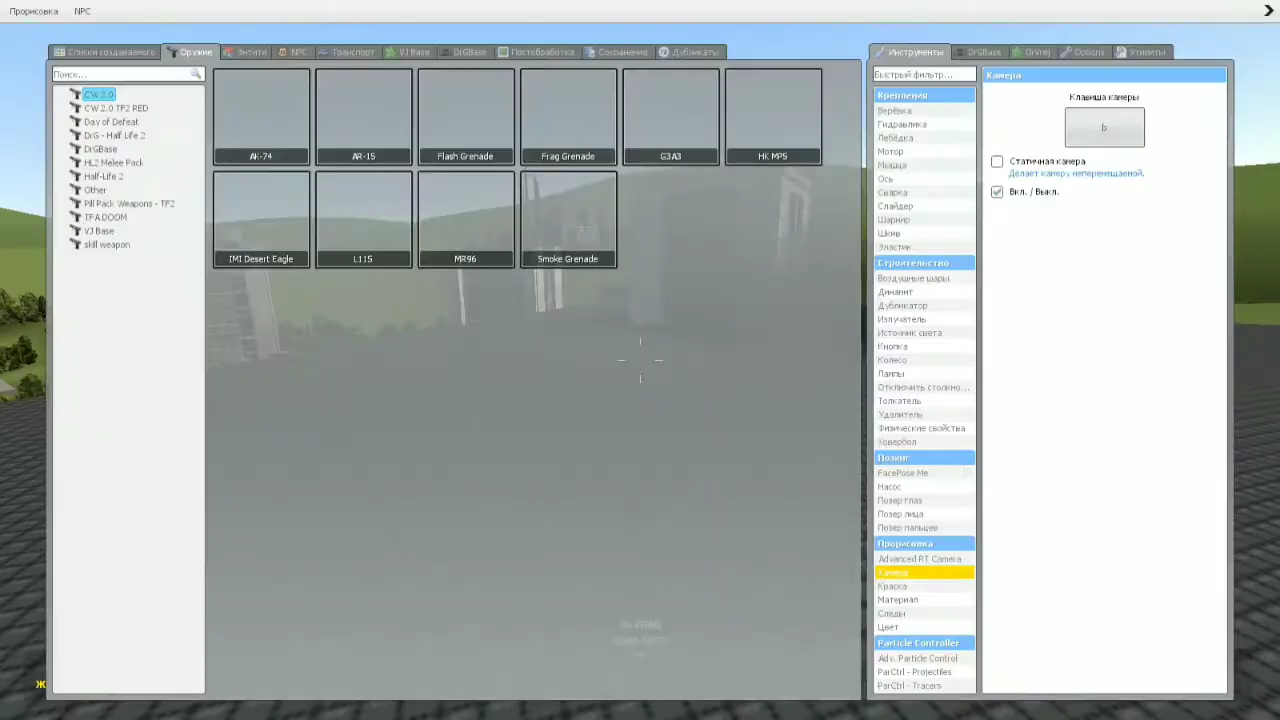 Прорисовка NPC
Списки создаваемого Оружие Энтити NPC Транспорт VJ Base DrGBase Постобработка Сохранения Дубликаты
Поиск...
CW 2.0
CW 2.0 TF2 RED
Day of Defeat
DrG - Half Life 2
DrGBase
HL2 Melee Pack
Half-Life 2
Other
Pill Pack Weapons - TF2
TFA DOOM
VJ Base
skill weapon
AK-74 AR-15 Flash Grenade Frag Grenade G3A3 HK MP5
IMI Desert Eagle L115 MR96 Smoke Grenade
Инструменты DrGBase DrVrej Options Утилиты
Быстрый фильтр...
Крепления
Верёвка
Гидравлика
Лебёдка
Мотор
Мышца
Ось
Сварка
Слайдер
Шарнир
Шкив
Эластик
Строительство
Воздушные шары
Динамит
Дубликатор
Излучатель
Источник света
Кнопка
Колесо
Лампы
Отключить столкно...
Толкатель
Удалитель
Физические свойства
Ховербол
Позинг
FacePose Me
Насос
Позер глаз
Позер лица
Позер пальцев
Прорисовка
Advanced RT Camera
Камера
Краска
Материал
Следы
Цвет
Particle Controller
Adv. Particle Control
ParCtrl - Projectiles
ParCtrl - Tracers
Камера
Клавиша камеры
b
Статичная камера
Делает камеру неперемещаемой.
Вкл. / Выкл.
Ж